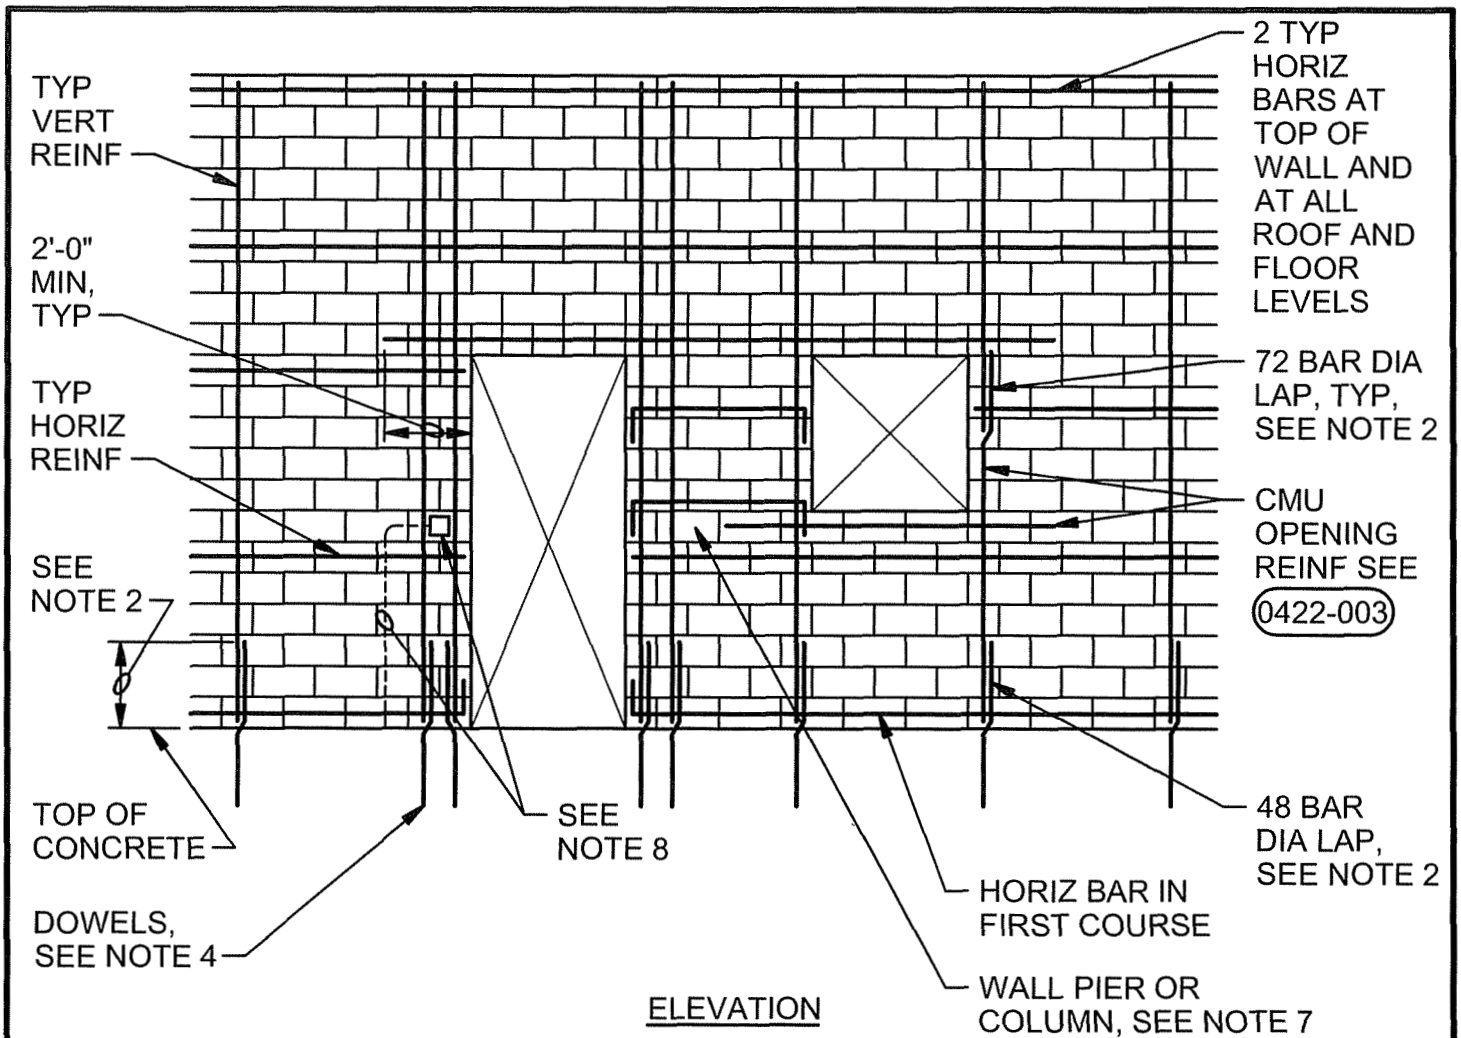 TYP
VERT
REINF
2'-0"
MIN,
TYP
TYP
HORIZ
REINF
SEE
NOTE 2
TOP OF
CONCRETE
DOWELS,
SEE NOTE 4
SEE
NOTE 8
ELEVATION
2 TYP
HORIZ
BARS AT
TOP OF
WALL AND
AT ALL
ROOF AND
FLOOR
LEVELS
72 BAR DIA
LAP, TYP,
SEE NOTE 2
CMU
OPENING
REINF SEE
0422-003
48 BAR
DIA LAP,
SEE NOTE 2
HORIZ BAR IN
FIRST COURSE
WALL PIER OR
COLUMN, SEE NOTE 7